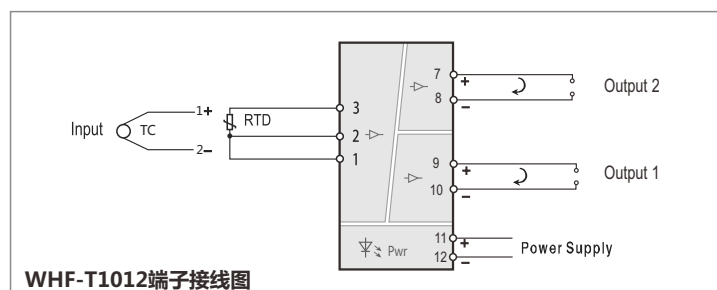 7
+
Output 2
8
−
3
1+
RTD
Input
TC
2
2−
1
9
+
Output 1
10
−
11
+
Power Supply
Pwr
12
−
WHF-T1012端子接线图